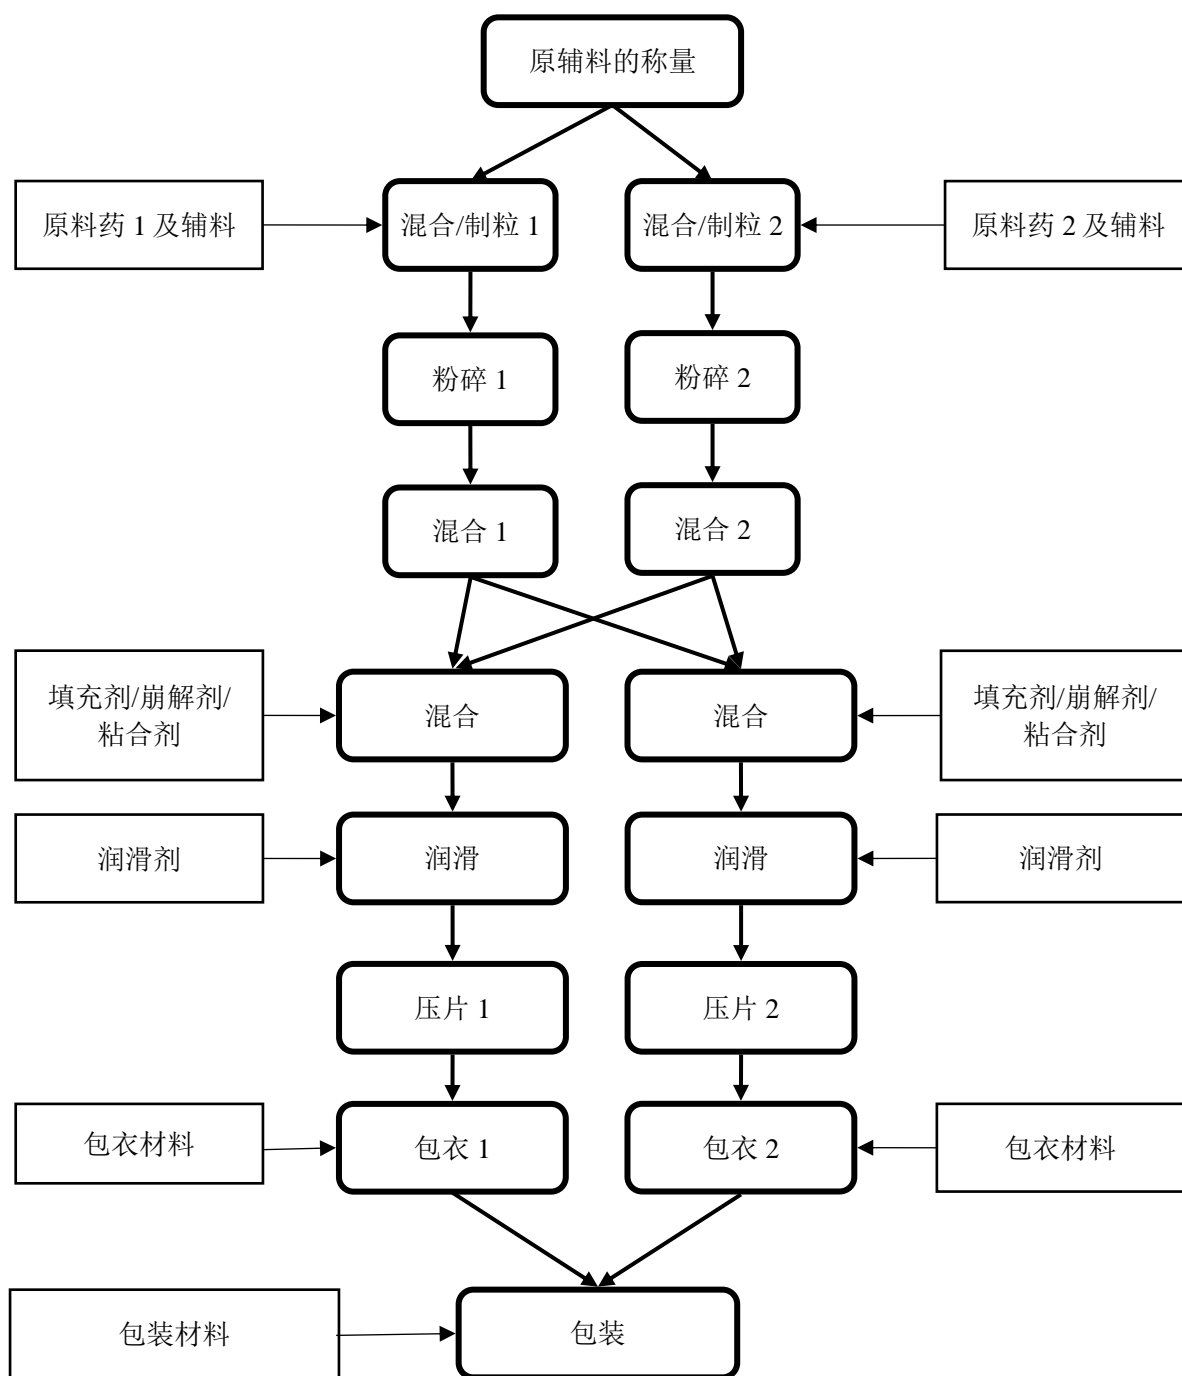 原辅料的称量
原料药 1 及辅料
混合/制粒 1
混合/制粒 2
原料药 2 及辅料
粉碎 1
粉碎 2
混合 1
混合 2
填充剂/崩解剂/
粘合剂
混合
混合
填充剂/崩解剂/
粘合剂
润滑剂
润滑
润滑
润滑剂
压片 1
压片 2
包衣材料
包衣 1
包衣 2
包衣材料
包装材料
包装